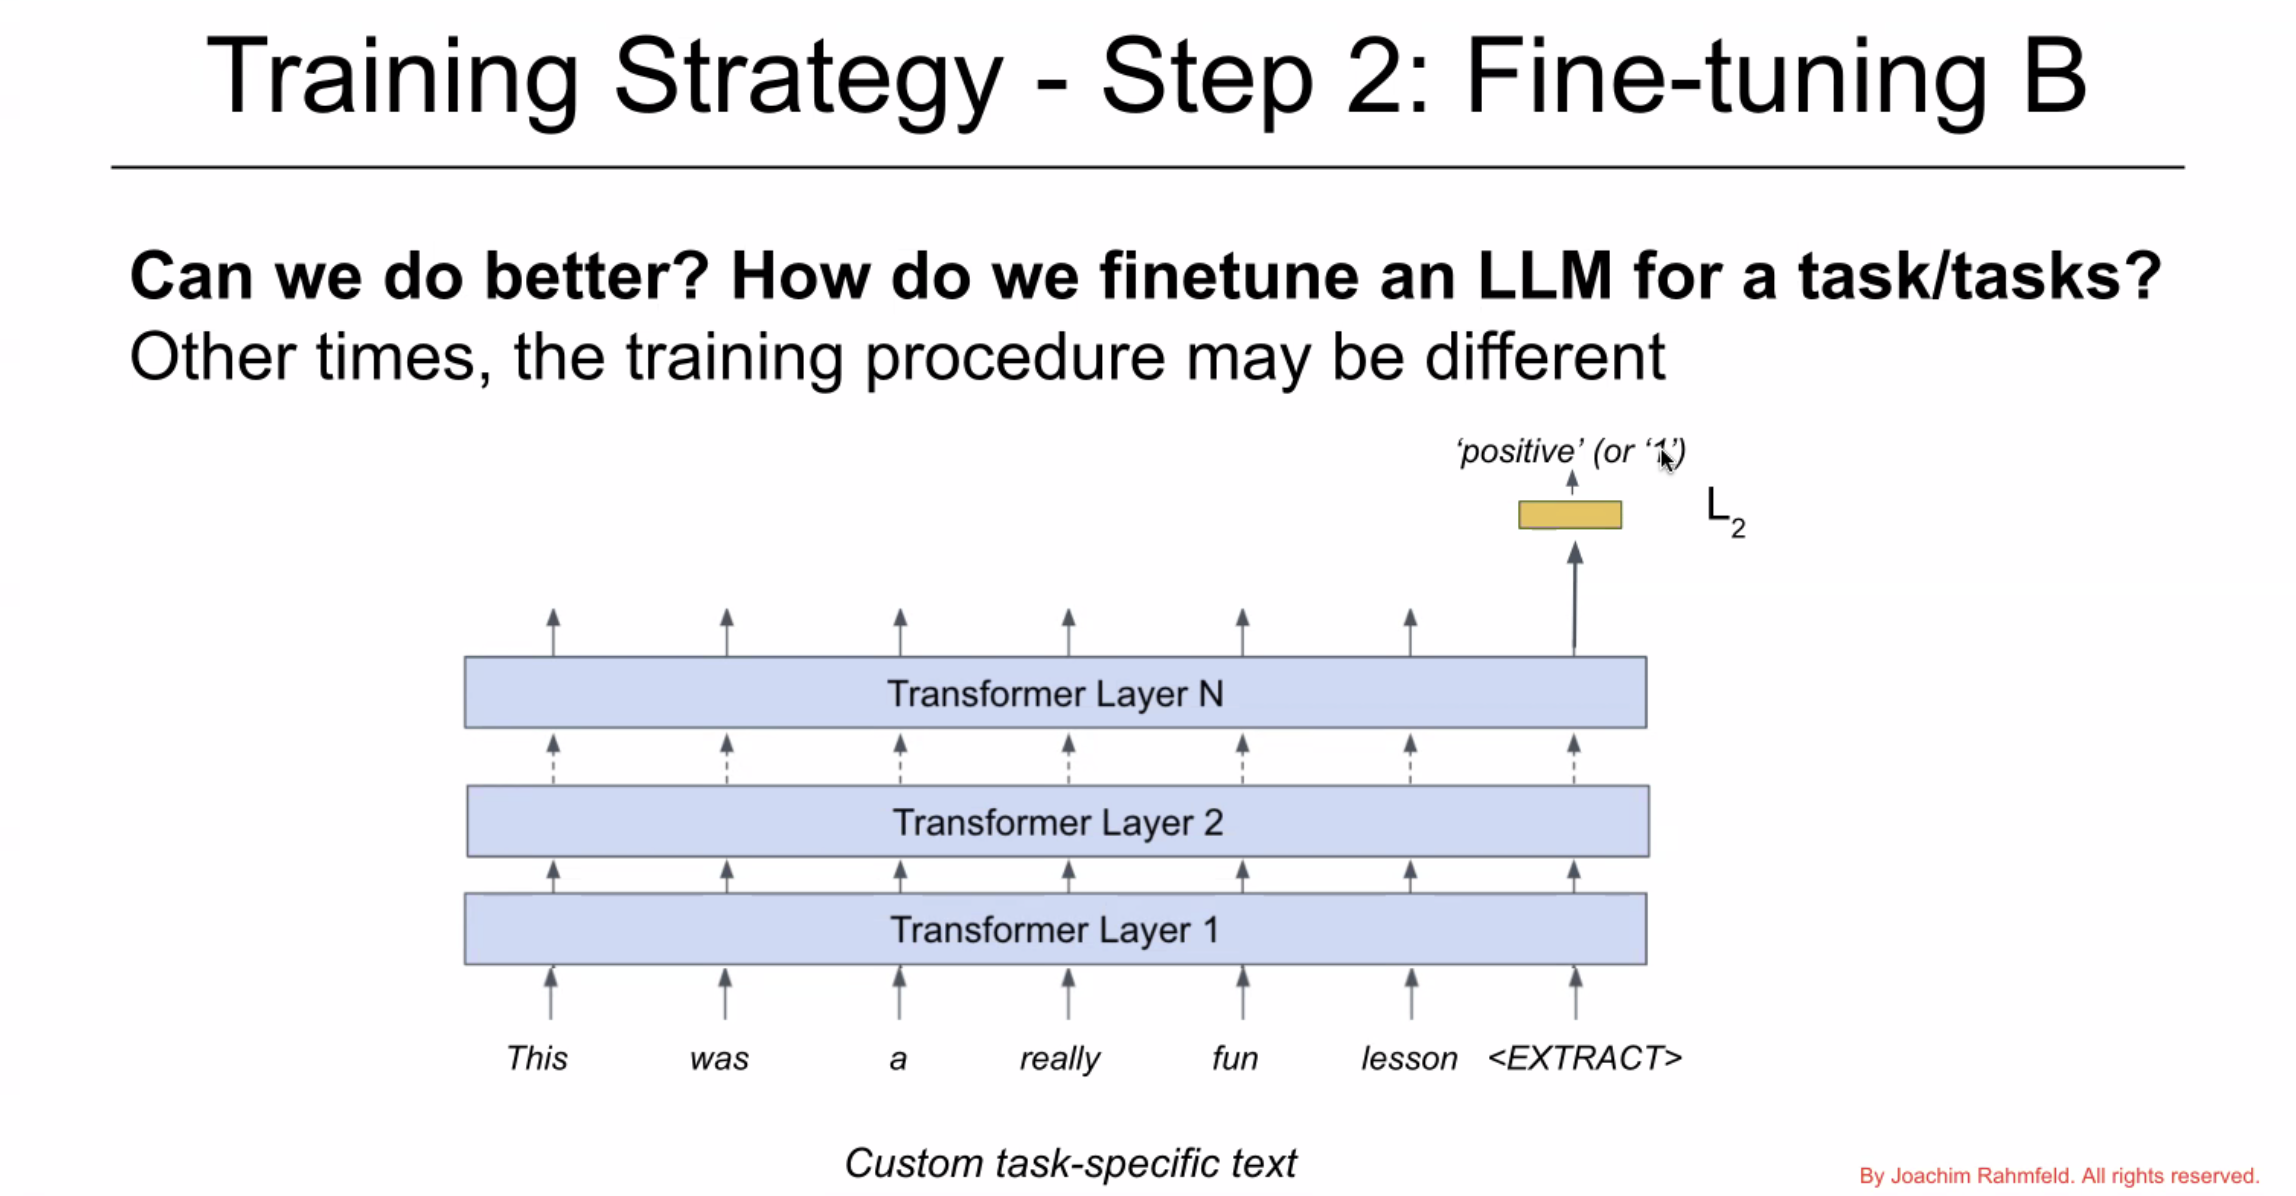 Training Strategy - Step 2: Fine-tuning B
Can we do better? How do we finetune an LLM for a task/tasks?
Other times, the training procedure may be different
‘positive’ (or ‘1’)
L2
Transformer Layer N
Transformer Layer 2
Transformer Layer 1
This was a really fun lesson <EXTRACT>
Custom task-specific text
By Joachim Rahmfeld. All rights reserved.